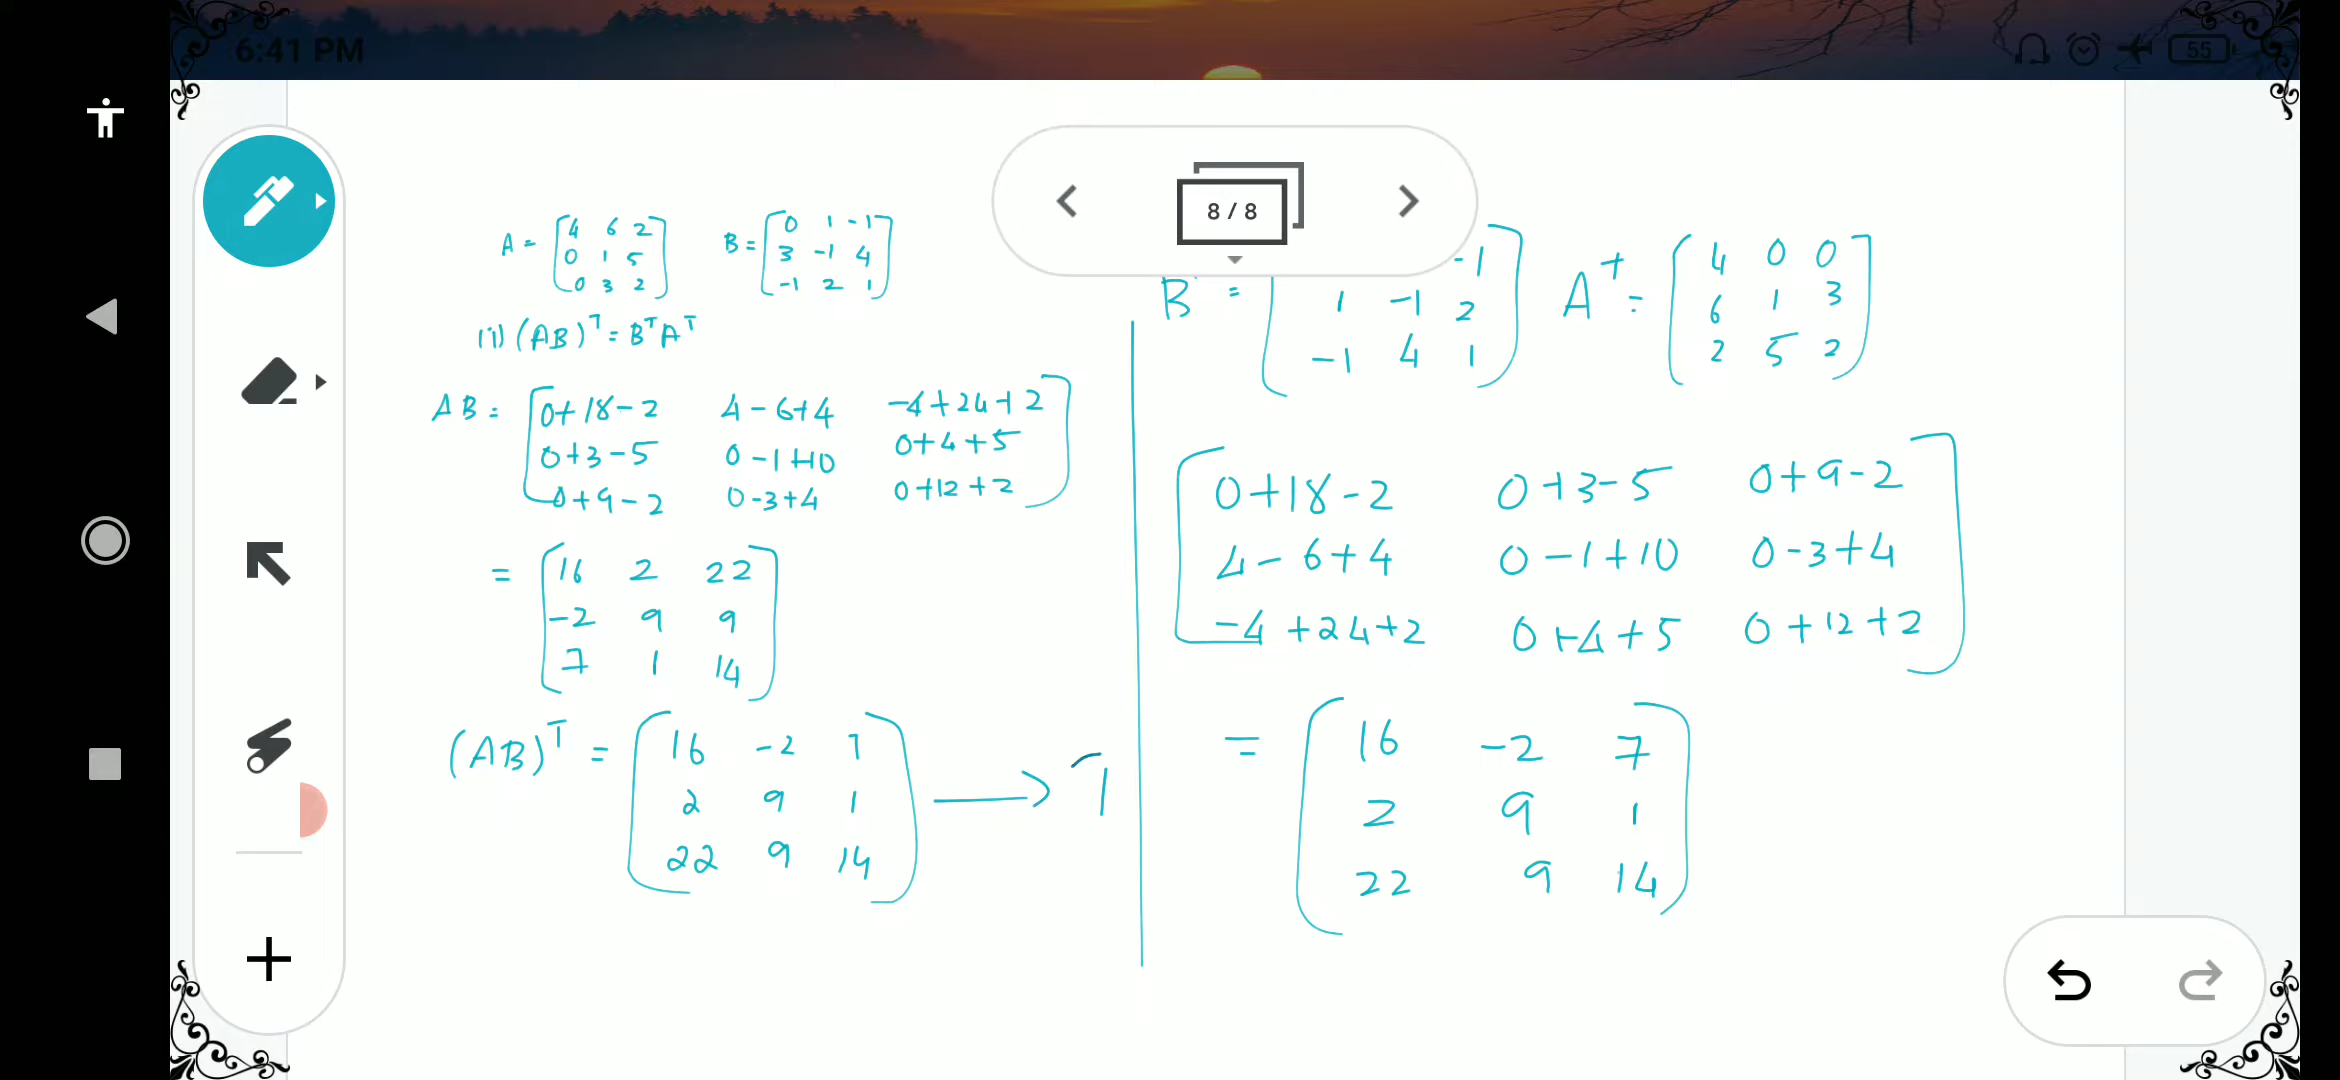 6:41 PM
55
8 / 8
A = [4 6 2
0 1 5
0 3 2]
B = [0 1 -1
3 -1 4
-1 2 1]
(ii) (AB)ᵀ = BᵀAᵀ
AB = [0+18-2 4-6+4 -4+24+2
0+3-5 0-1+10 0+4+5
0+9-2 0-3+4 0+12+2]
= [16 2 22
-2 9 9
7 1 14]
(AB)ᵀ = [16 -2 7
2 9 1
22 9 14] → 1
B = [-1
1 -1 2
-1 4 1]
Aᵀ = [4 0 0
6 1 3
2 5 2]
[0+18-2 0+3-5 0+9-2
4-6+4 0-1+10 0-3+4
-4+24+2 0+4+5 0+12+2]
= [16 -2 7
2 9 1
22 9 14]